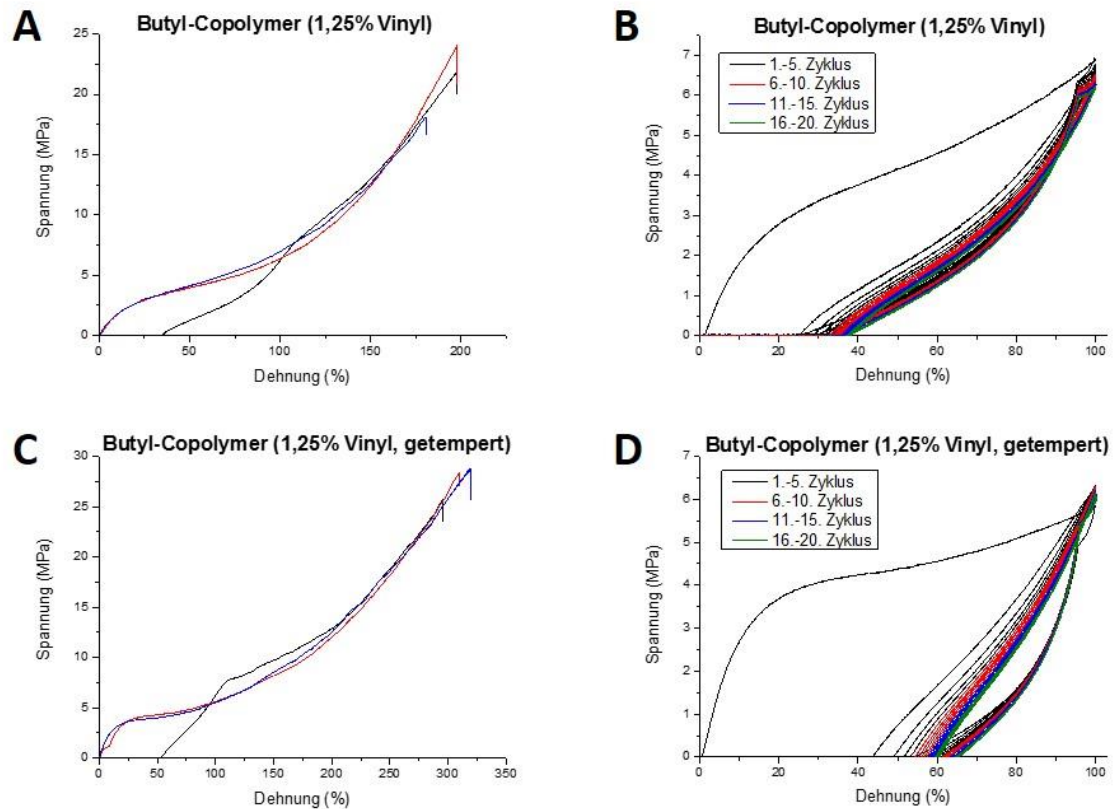 A
Butyl-Copolymer (1,25% Vinyl)
25
20
15
10
5
0
Spannung (MPa)
0 50 100 150 200
Dehnung (%)
B
Butyl-Copolymer (1,25% Vinyl)
7
6
5
4
3
2
1
0
Spannung (MPa)
1.-5. Zyklus
6.-10. Zyklus
11.-15. Zyklus
16.-20. Zyklus
0 20 40 60 80 100
Dehnung (%)
C
Butyl-Copolymer (1,25% Vinyl, getempert)
30
25
20
15
10
5
0
Spannung (MPa)
0 50 100 150 200 250 300 350
Dehnung (%)
D
Butyl-Copolymer (1,25% Vinyl, getempert)
7
6
5
4
3
2
1
0
Spannung (MPa)
1.-5. Zyklus
6.-10. Zyklus
11.-15. Zyklus
16.-20. Zyklus
0 20 40 60 80 100
Dehnung (%)